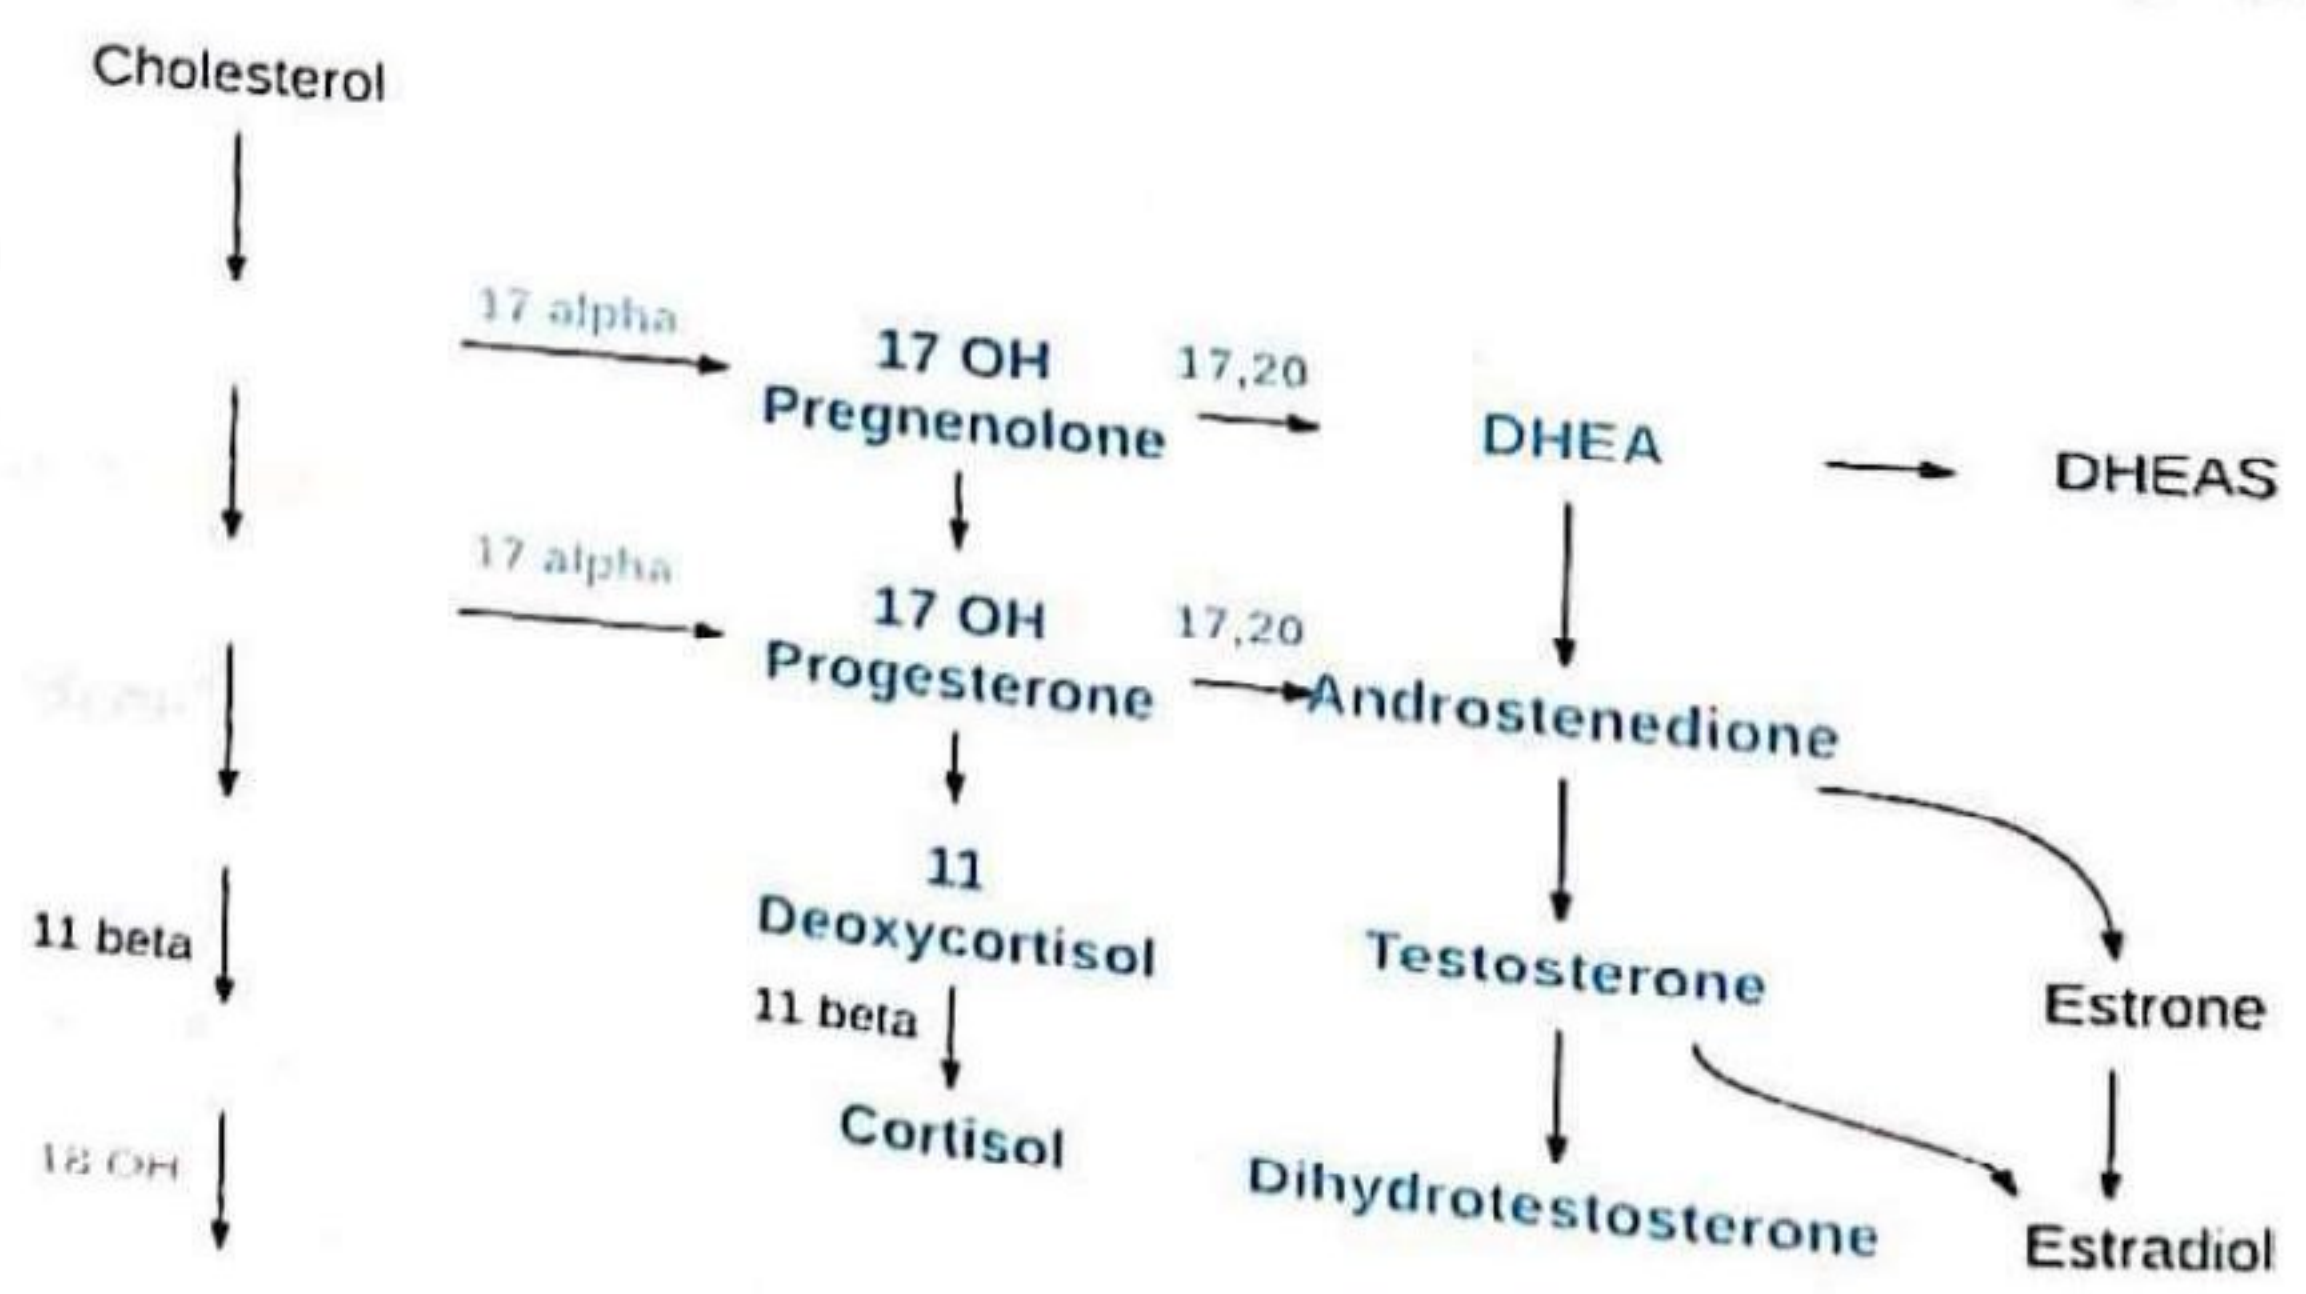 Cholesterol
17 alpha
17 OH
Pregnenolone
17,20
DHEA
DHEAS
17 alpha
17 OH
Progesterone
17,20
Androstenedione
11 beta
11
Deoxycortisol
11 beta
Cortisol
Testosterone
Estrone
18 OH
Dihydrotestosterone
Estradiol